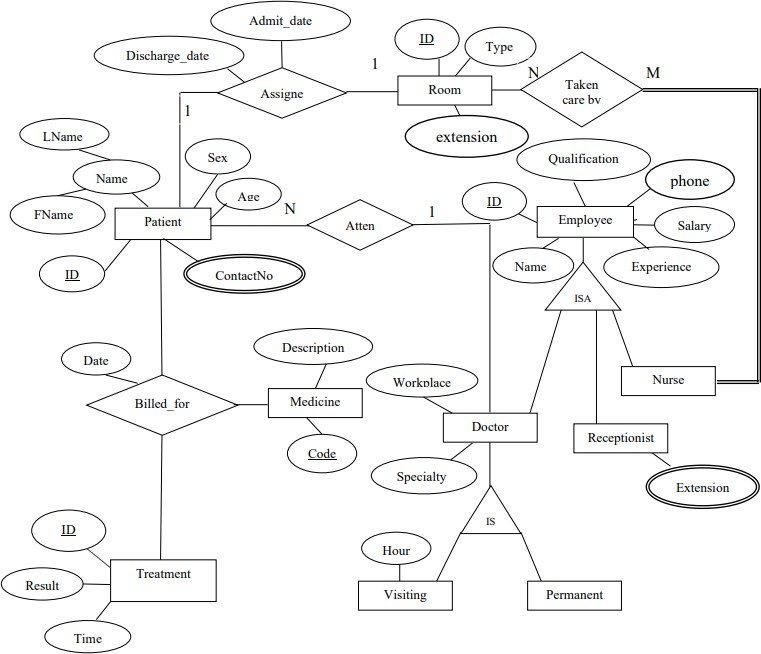 Admit_date
Discharge_date
ID
Type
1
Assigne
Room
N
Taken
care by
M
1
extension
LName
Name
Sex
Qualification
phone
FName
Age
ID
Patient
N
Atten
1
Employee
Salary
ID
ContactNo
Name
Experience
ISA
Date
Description
Workplace
Nurse
Billed_for
Medicine
Doctor
Receptionist
Code
Specialty
Extension
ID
IS
Hour
Treatment
Result
Visiting
Permanent
Time